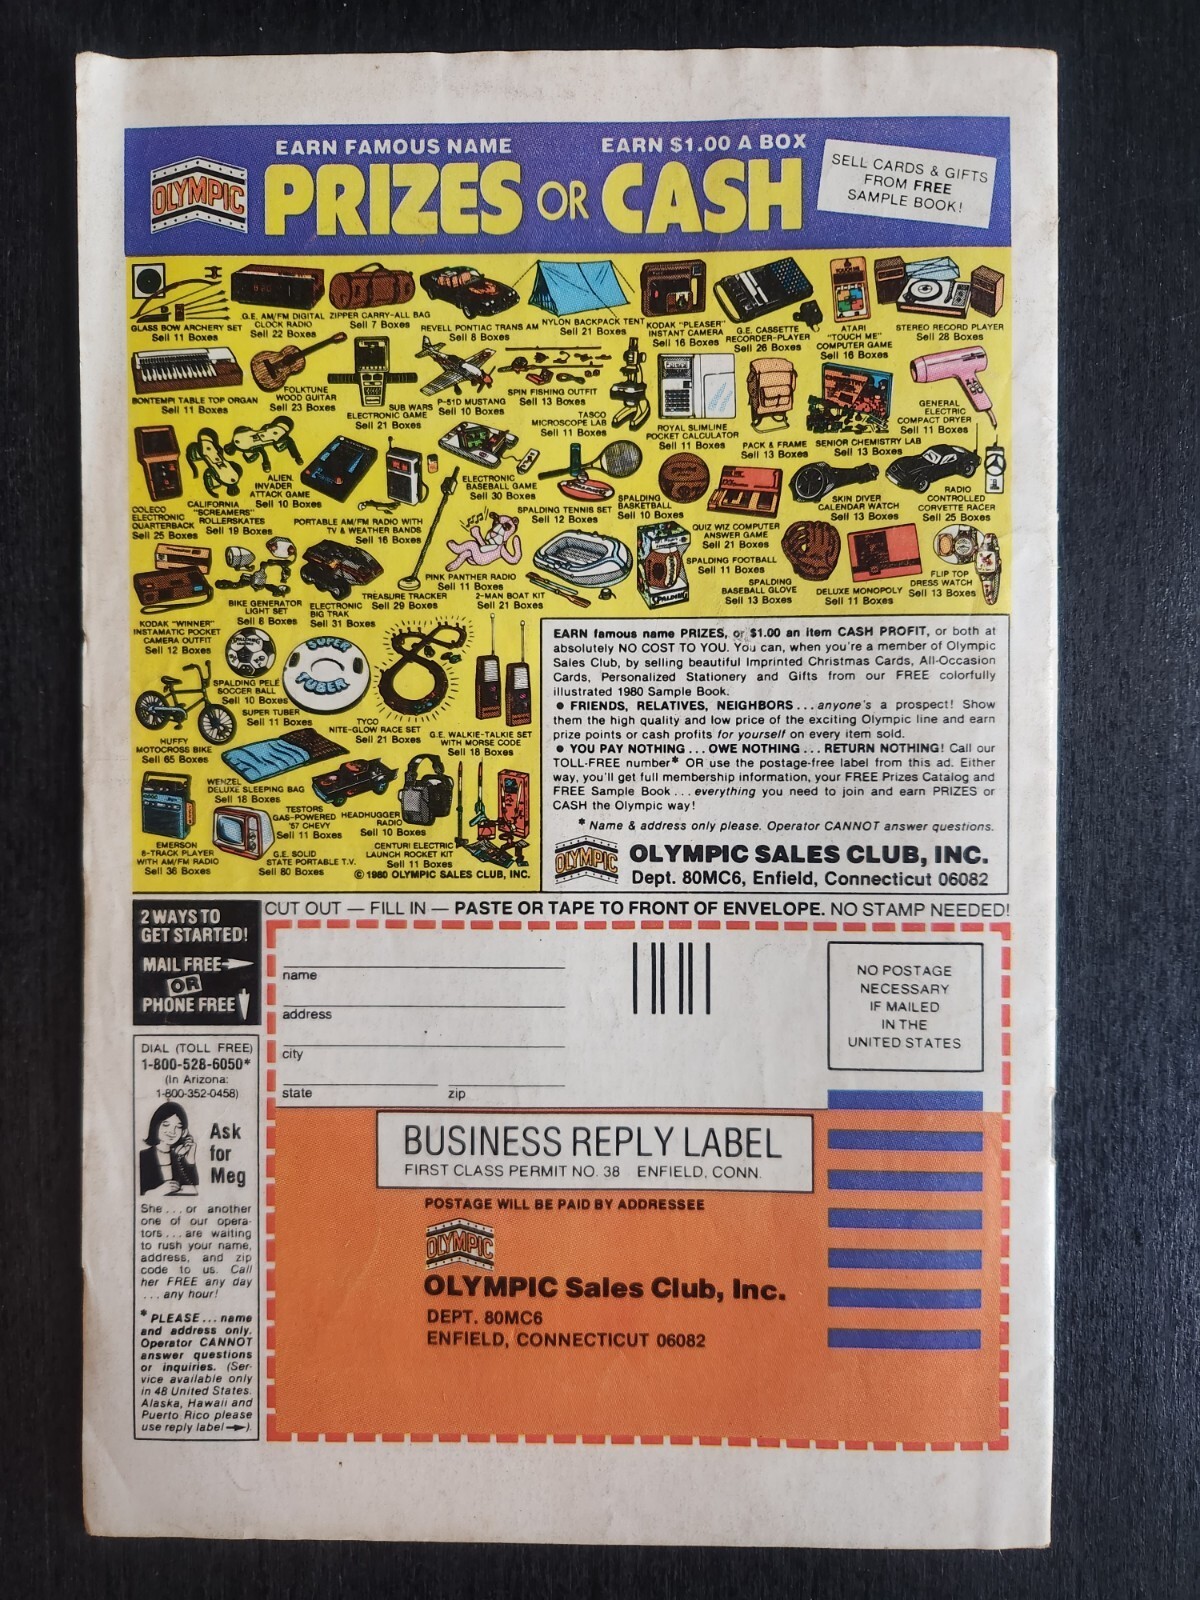 EARN FAMOUS NAME
EARN $1.00 A BOX
OLYMPIC
PRIZES OR CASH
SELL CARDS & GIFTS
FROM FREE
SAMPLE BOOK!
GLASS BOW ARCHERY SET
Sell 11 Boxes
G.E. AM/FM DIGITAL
CLOCK RADIO
Sell 22 Boxes
ZIPPER CARRY-ALL BAG
Sell 7 Boxes
REVELL PONTIAC TRANS AM
Sell 8 Boxes
NYLON BACKPACK TENT
Sell 21 Boxes
KODAK "PLEASER"
INSTANT CAMERA
Sell 16 Boxes
G.E. CASSETTE
RECORDER-PLAYER
Sell 26 Boxes
ATARI
"TOUCH ME"
COMPUTER GAME
Sell 16 Boxes
STEREO RECORD PLAYER
Sell 28 Boxes
BONTEMPI TABLE TOP ORGAN
Sell 11 Boxes
FOLKTUNE
WOOD GUITAR
Sell 23 Boxes
SUB WARS
ELECTRONIC GAME
Sell 21 Boxes
P-51D MUSTANG
Sell 10 Boxes
SPIN FISHING OUTFIT
Sell 13 Boxes
TASCO
MICROSCOPE LAB
Sell 11 Boxes
ROYAL SLIMLINE
POCKET CALCULATOR
Sell 11 Boxes
PACK & FRAME
Sell 13 Boxes
SENIOR CHEMISTRY LAB
Sell 13 Boxes
GENERAL
ELECTRIC
COMPACT DRYER
Sell 11 Boxes
COLECO
ELECTRONIC
QUARTERBACK
Sell 25 Boxes
CALIFORNIA
"SCREAMERS"
ROLLERSKATES
Sell 19 Boxes
ALIEN
INVADER
ATTACK GAME
Sell 10 Boxes
PORTABLE AM/FM RADIO WITH
TV & WEATHER BANDS
Sell 16 Boxes
ELECTRONIC
BASEBALL GAME
Sell 30 Boxes
SPALDING TENNIS SET
Sell 12 Boxes
SPALDING
BASKETBALL
Sell 10 Boxes
QUIZ WIZ COMPUTER
ANSWER GAME
Sell 21 Boxes
SKIN DIVER
CALENDAR WATCH
Sell 13 Boxes
RADIO
CONTROLLED
CORVETTE RACER
Sell 25 Boxes
KODAK "WINNER"
INSTAMATIC POCKET
CAMERA OUTFIT
Sell 12 Boxes
BIKE GENERATOR
LIGHT SET
Sell 8 Boxes
ELECTRONIC
BIG TRAK
Sell 31 Boxes
TREASURE TRACKER
Sell 29 Boxes
PINK PANTHER RADIO
Sell 11 Boxes
2-MAN BOAT KIT
Sell 21 Boxes
SPALDING
SPALDING FOOTBALL
Sell 11 Boxes
SPALDING
BASEBALL GLOVE
Sell 13 Boxes
DELUXE MONOPOLY
Sell 11 Boxes
FLIP TOP
DRESS WATCH
Sell 13 Boxes
SPALDING PELÉ
SOCCER BALL
Sell 10 Boxes
SUPER
TUBER
SUPER TUBER
Sell 11 Boxes
TYCO
NITE-GLOW RACE SET
Sell 21 Boxes
G.E. WALKIE-TALKIE SET
WITH MORSE CODE
Sell 18 Boxes
HUFFY
MOTOCROSS BIKE
Sell 65 Boxes
WENZEL
DELUXE SLEEPING BAG
Sell 18 Boxes
TESTORS
GAS-POWERED
'57 CHEVY
Sell 11 Boxes
HEADHUGGER
RADIO
Sell 10 Boxes
CENTURI ELECTRIC
LAUNCH ROCKET KIT
Sell 11 Boxes
EMERSON
8-TRACK PLAYER
WITH AM/FM RADIO
Sell 36 Boxes
G.E. SOLID
STATE PORTABLE T.V.
Sell 80 Boxes
© 1980 OLYMPIC SALES CLUB, INC.
EARN famous name PRIZES, or $1.00 an item CASH PROFIT, or both at
absolutely NO COST TO YOU. You can, when you're a member of Olympic
Sales Club, by selling beautiful Imprinted Christmas Cards, All-Occasion
Cards, Personalized Stationery and Gifts from our FREE colorfully
illustrated 1980 Sample Book.
● FRIENDS, RELATIVES, NEIGHBORS... anyone's a prospect! Show
them the high quality and low price of the exciting Olympic line and earn
prize points or cash profits for yourself on every item sold.
● YOU PAY NOTHING...OWE NOTHING...RETURN NOTHING! Call our
TOLL-FREE number* OR use the postage-free label from this ad. Either
way, you'll get full membership information, your FREE Prizes Catalog and
FREE Sample Book... everything you need to join and earn PRIZES or
CASH the Olympic way!
* Name & address only please. Operator CANNOT answer questions.
OLYMPIC
OLYMPIC SALES CLUB, INC.
Dept. 80MC6, Enfield, Connecticut 06082
2 WAYS TO
GET STARTED!
MAIL FREE
OR
PHONE FREE
CUT OUT — FILL IN — PASTE OR TAPE TO FRONT OF ENVELOPE. NO STAMP NEEDED!
name
address
city
state zip
NO POSTAGE
NECESSARY
IF MAILED
IN THE
UNITED STATES
DIAL (TOLL FREE)
1-800-528-6050*
(In Arizona:
1-800-352-0458)
Ask
for
Meg
She... or another
one of our opera-
tors... are waiting
to rush your name,
address, and zip
code to us. Call
her FREE any day
... any hour!
* PLEASE... name
and address only.
Operator CANNOT
answer questions
or inquiries. (Ser-
vice available only
in 48 United States.
Alaska, Hawaii and
Puerto Rico please
use reply label →).
BUSINESS REPLY LABEL
FIRST CLASS PERMIT NO. 38 ENFIELD, CONN.
POSTAGE WILL BE PAID BY ADDRESSEE
OLYMPIC
OLYMPIC Sales Club, Inc.
DEPT. 80MC6
ENFIELD, CONNECTICUT 06082